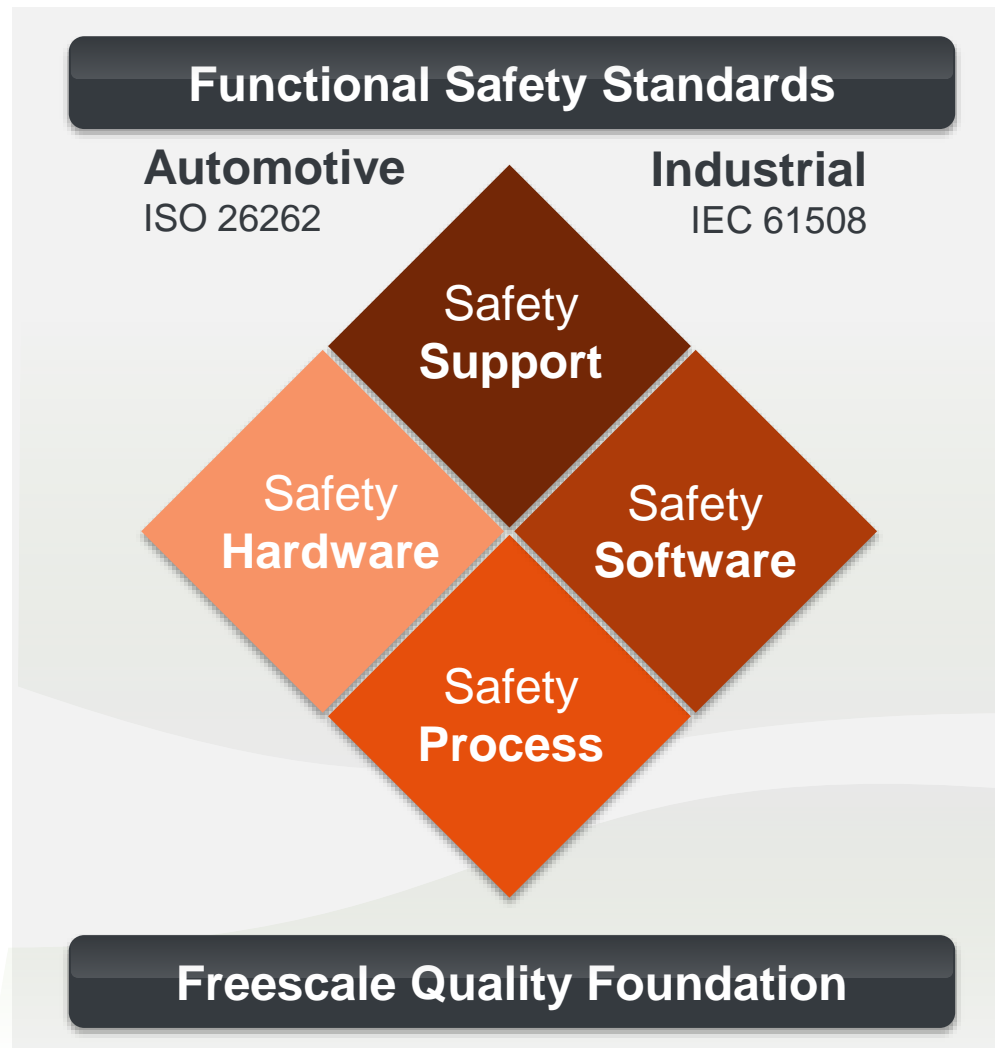 Functional Safety Standards
Automotive
ISO 26262
Industrial
IEC 61508
Safety
Support
Safety
Hardware
Safety
Software
Safety
Process
Freescale Quality Foundation